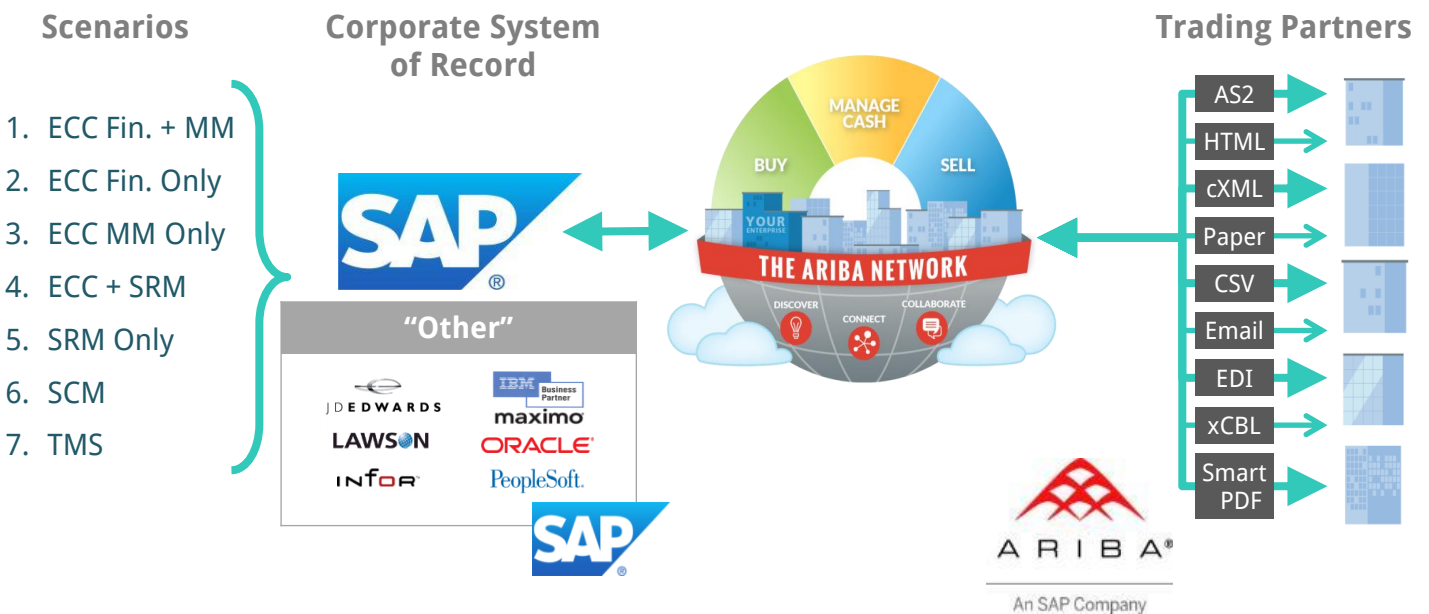 Scenarios
Corporate System
of Record
Trading Partners
1. ECC Fin. + MM
2. ECC Fin. Only
3. ECC MM Only
4. ECC + SRM
5. SRM Only
6. SCM
7. TMS
SAP
®
“Other”
JDEDWARDS
IBM
Business
Partner
maximo
LAWSON
ORACLE®
INFOR
PeopleSoft.
SAP
®
MANAGE
CASH
BUY
SELL
YOUR
ENTERPRISE
THE ARIBA NETWORK
DISCOVER
CONNECT
COLLABORATE
AS2
HTML
cXML
Paper
CSV
Email
EDI
xCBL
Smart
PDF
ARIBA®
An SAP Company